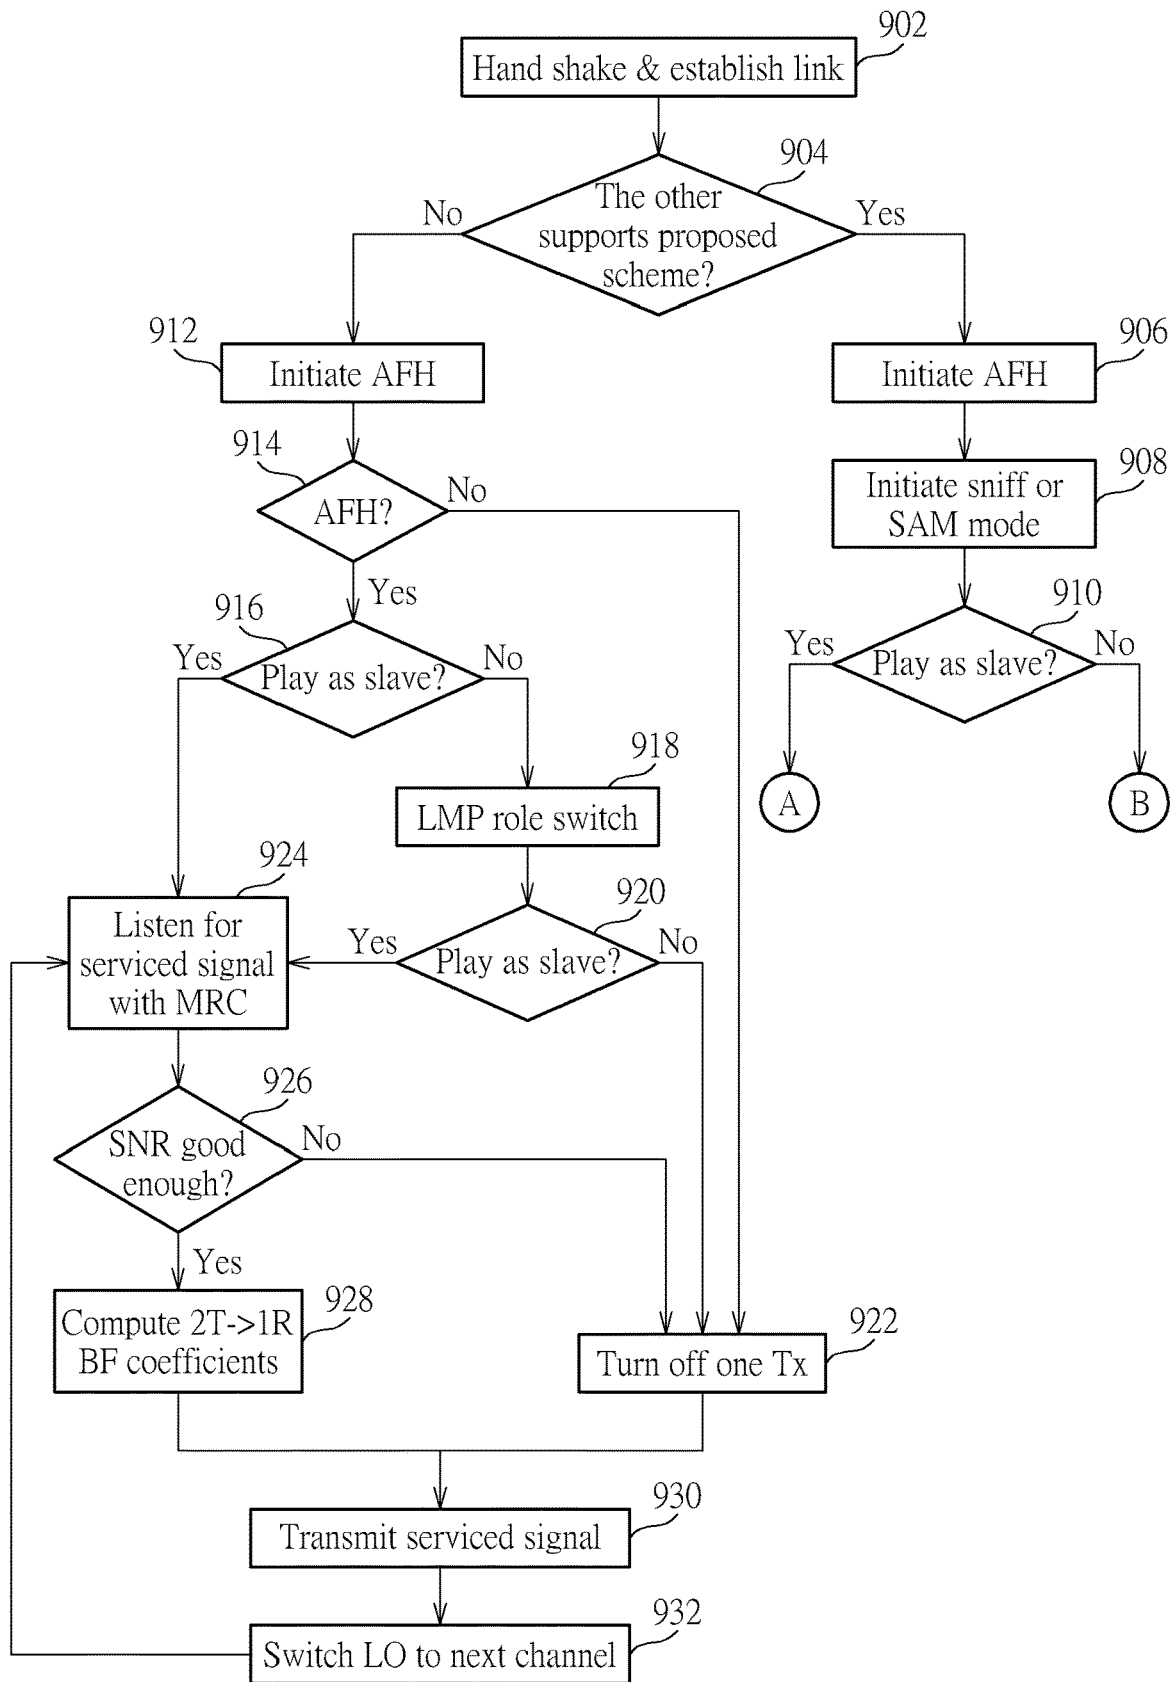 902
Hand shake & establish link
904
The other
supports proposed
scheme?
No
Yes
912
Initiate AFH
906
Initiate AFH
914
AFH?
No
Yes
908
Initiate sniff or
SAM mode
916
Play as slave?
Yes
No
910
Play as slave?
Yes
No
918
LMP role switch
A
B
924
Listen for
serviced signal
with MRC
920
Play as slave?
Yes
No
926
SNR good
enough?
No
Yes
928
Compute 2T->1R
BF coefficients
922
Turn off one Tx
930
Transmit serviced signal
932
Switch LO to next channel